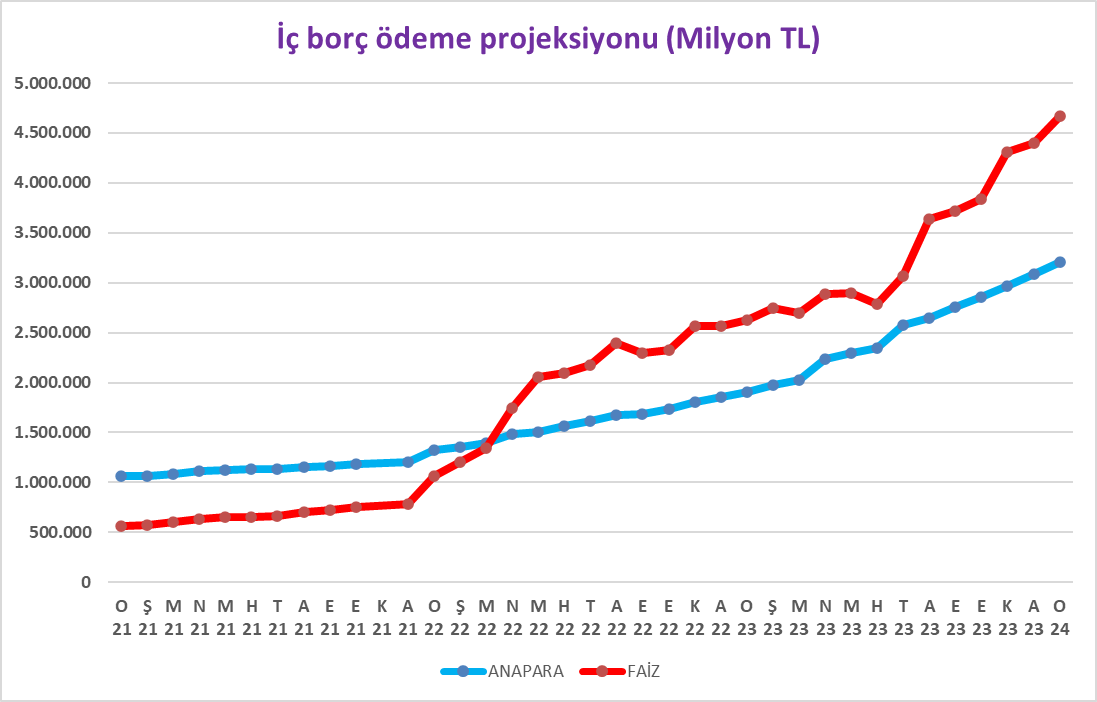 İç borç ödeme projeksiyonu (Milyon TL)
5.000.000
4.500.000
4.000.000
3.500.000
3.000.000
2.500.000
2.000.000
1.500.000
1.000.000
500.000
0
O Ş M N M H T A E E K A O Ş M N M H T A E E K A O Ş M N M H T A E E K A O
21 21 21 21 21 21 21 21 21 21 21 21 22 22 22 22 22 22 22 22 22 22 22 22 23 23 23 23 23 23 23 23 23 23 23 23 24
ANAPARA FAİZ